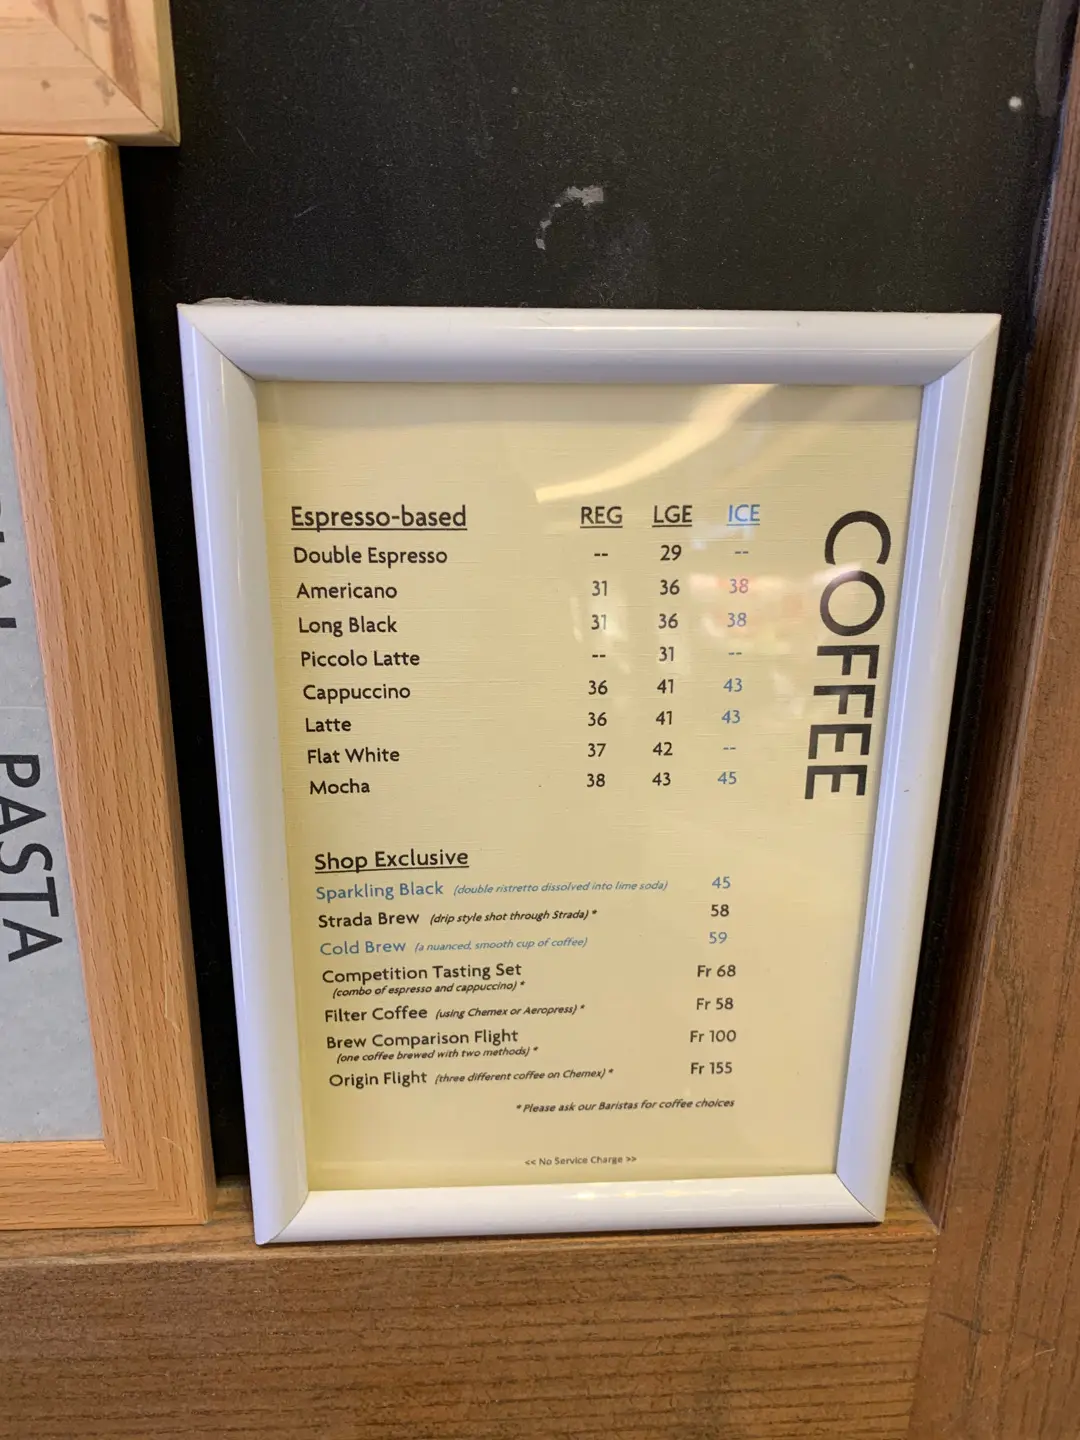 COFFEE
Espresso-based REG LGE ICE
Double Espresso -- 29 --
Americano 31 36 38
Long Black 31 36 38
Piccolo Latte -- 31 --
Cappuccino 36 41 43
Latte 36 41 43
Flat White 37 42 --
Mocha 38 43 45
Shop Exclusive
Sparkling Black (double ristretto dissolved into lime soda) 45
Strada Brew (drip style shot through Strada) * 58
Cold Brew (a nuanced, smooth cup of coffee) 59
Competition Tasting Set Fr 68
(combo of espresso and cappuccino) *
Filter Coffee (using Chemex or Aeropress) * Fr 58
Brew Comparison Flight Fr 100
(one coffee brewed with two methods) *
Origin Flight (three different coffee on Chemex) * Fr 155
* Please ask our Baristas for coffee choices
<< No Service Charge >>
PASTA